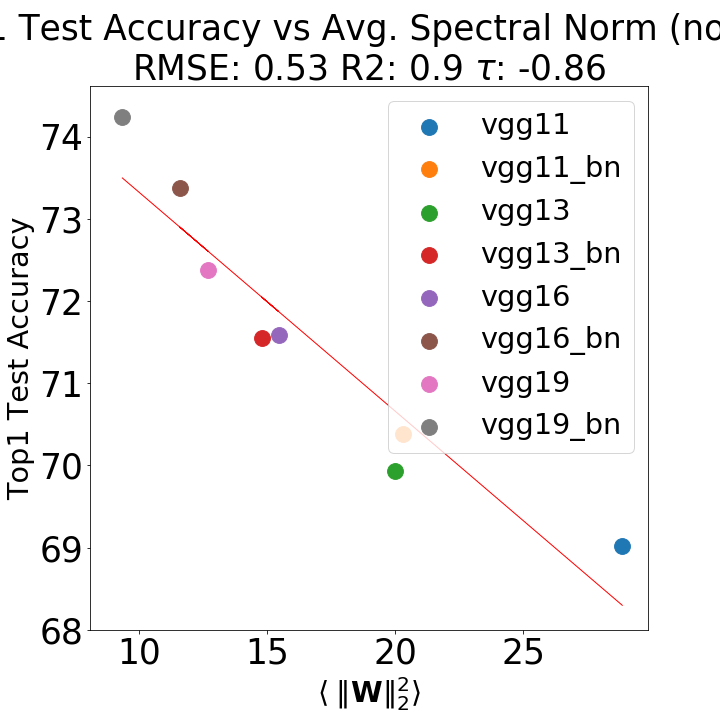 Test Accuracy vs Avg. Spectral Norm
RMSE: 0.53 R2: 0.9 τ: -0.86
vgg11
vgg11_bn
vgg13
vgg13_bn
vgg16
vgg16_bn
vgg19
vgg19_bn
Top1 Test Accuracy
74
73
72
71
70
69
68
10 15 20 25
⟨ ‖W‖₂² ⟩